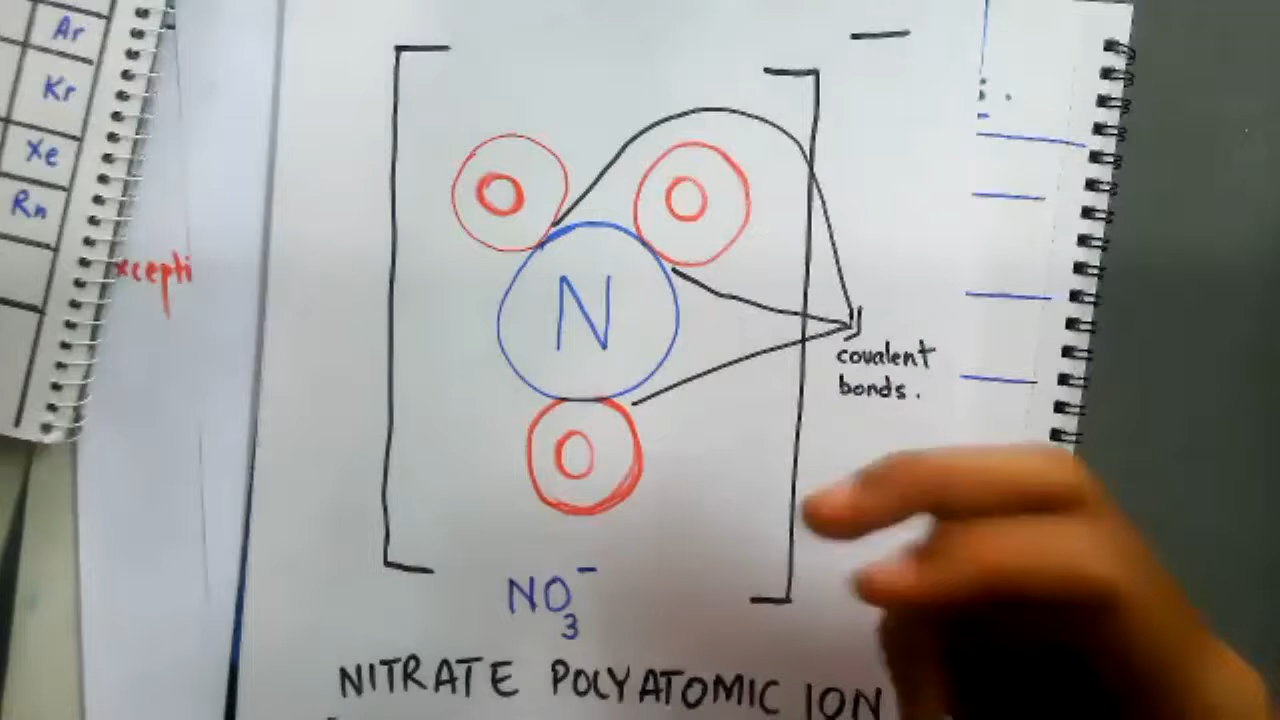 Ar
Kr
Xe
Rn
xcepti
O
O
N
O
covalent
bonds.
NO₃⁻
NITRATE POLYATOMIC ION